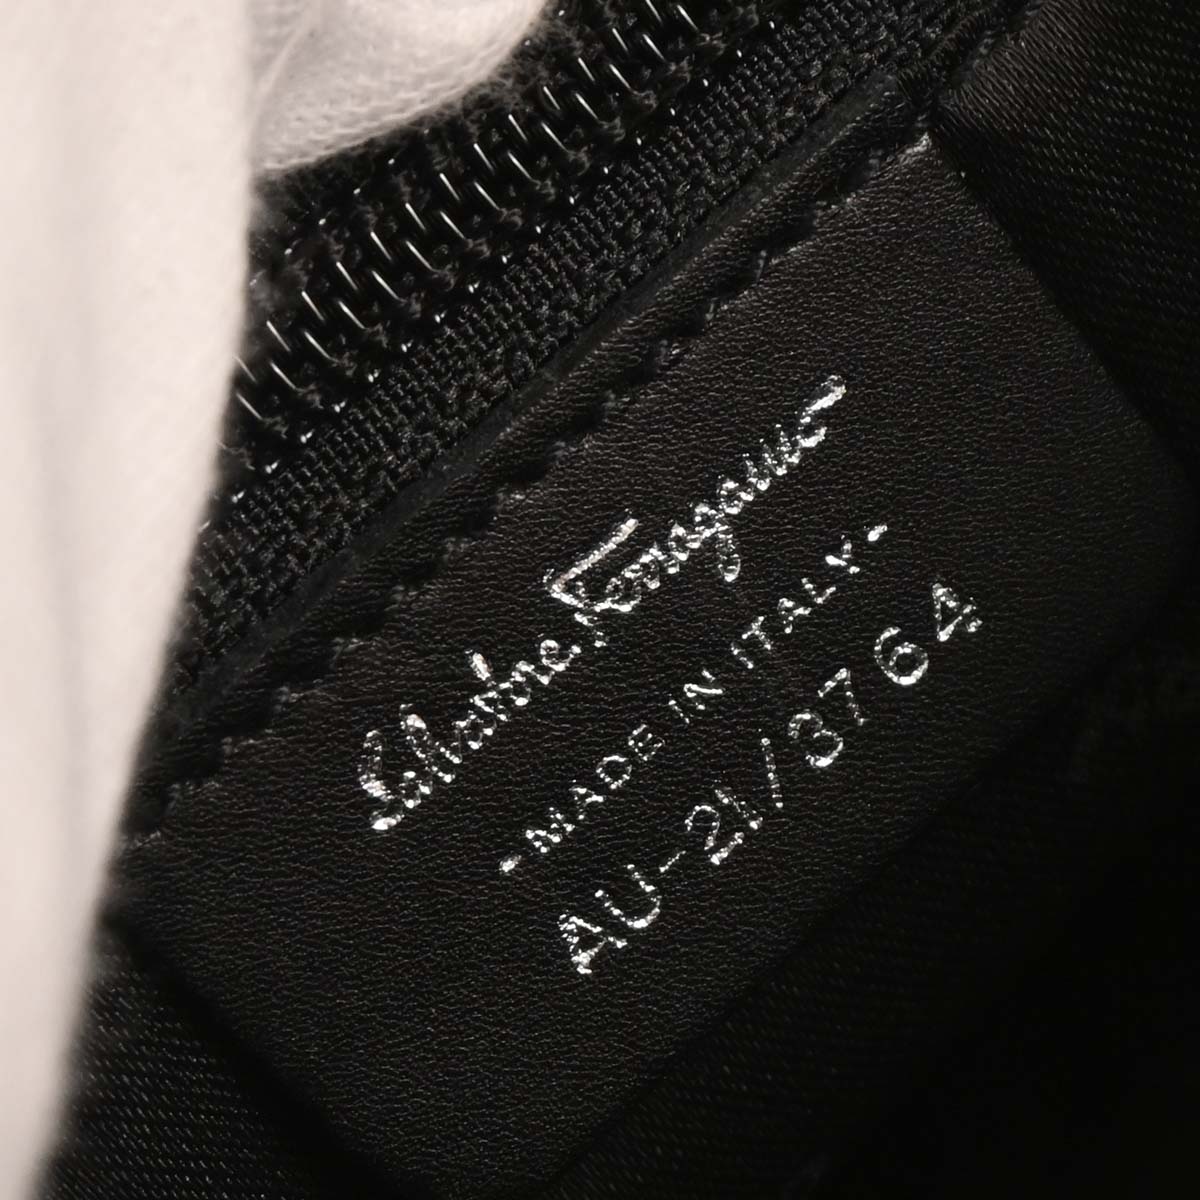 Salvatore Ferragamo
-MADE IN ITALY-
AU-21/3764